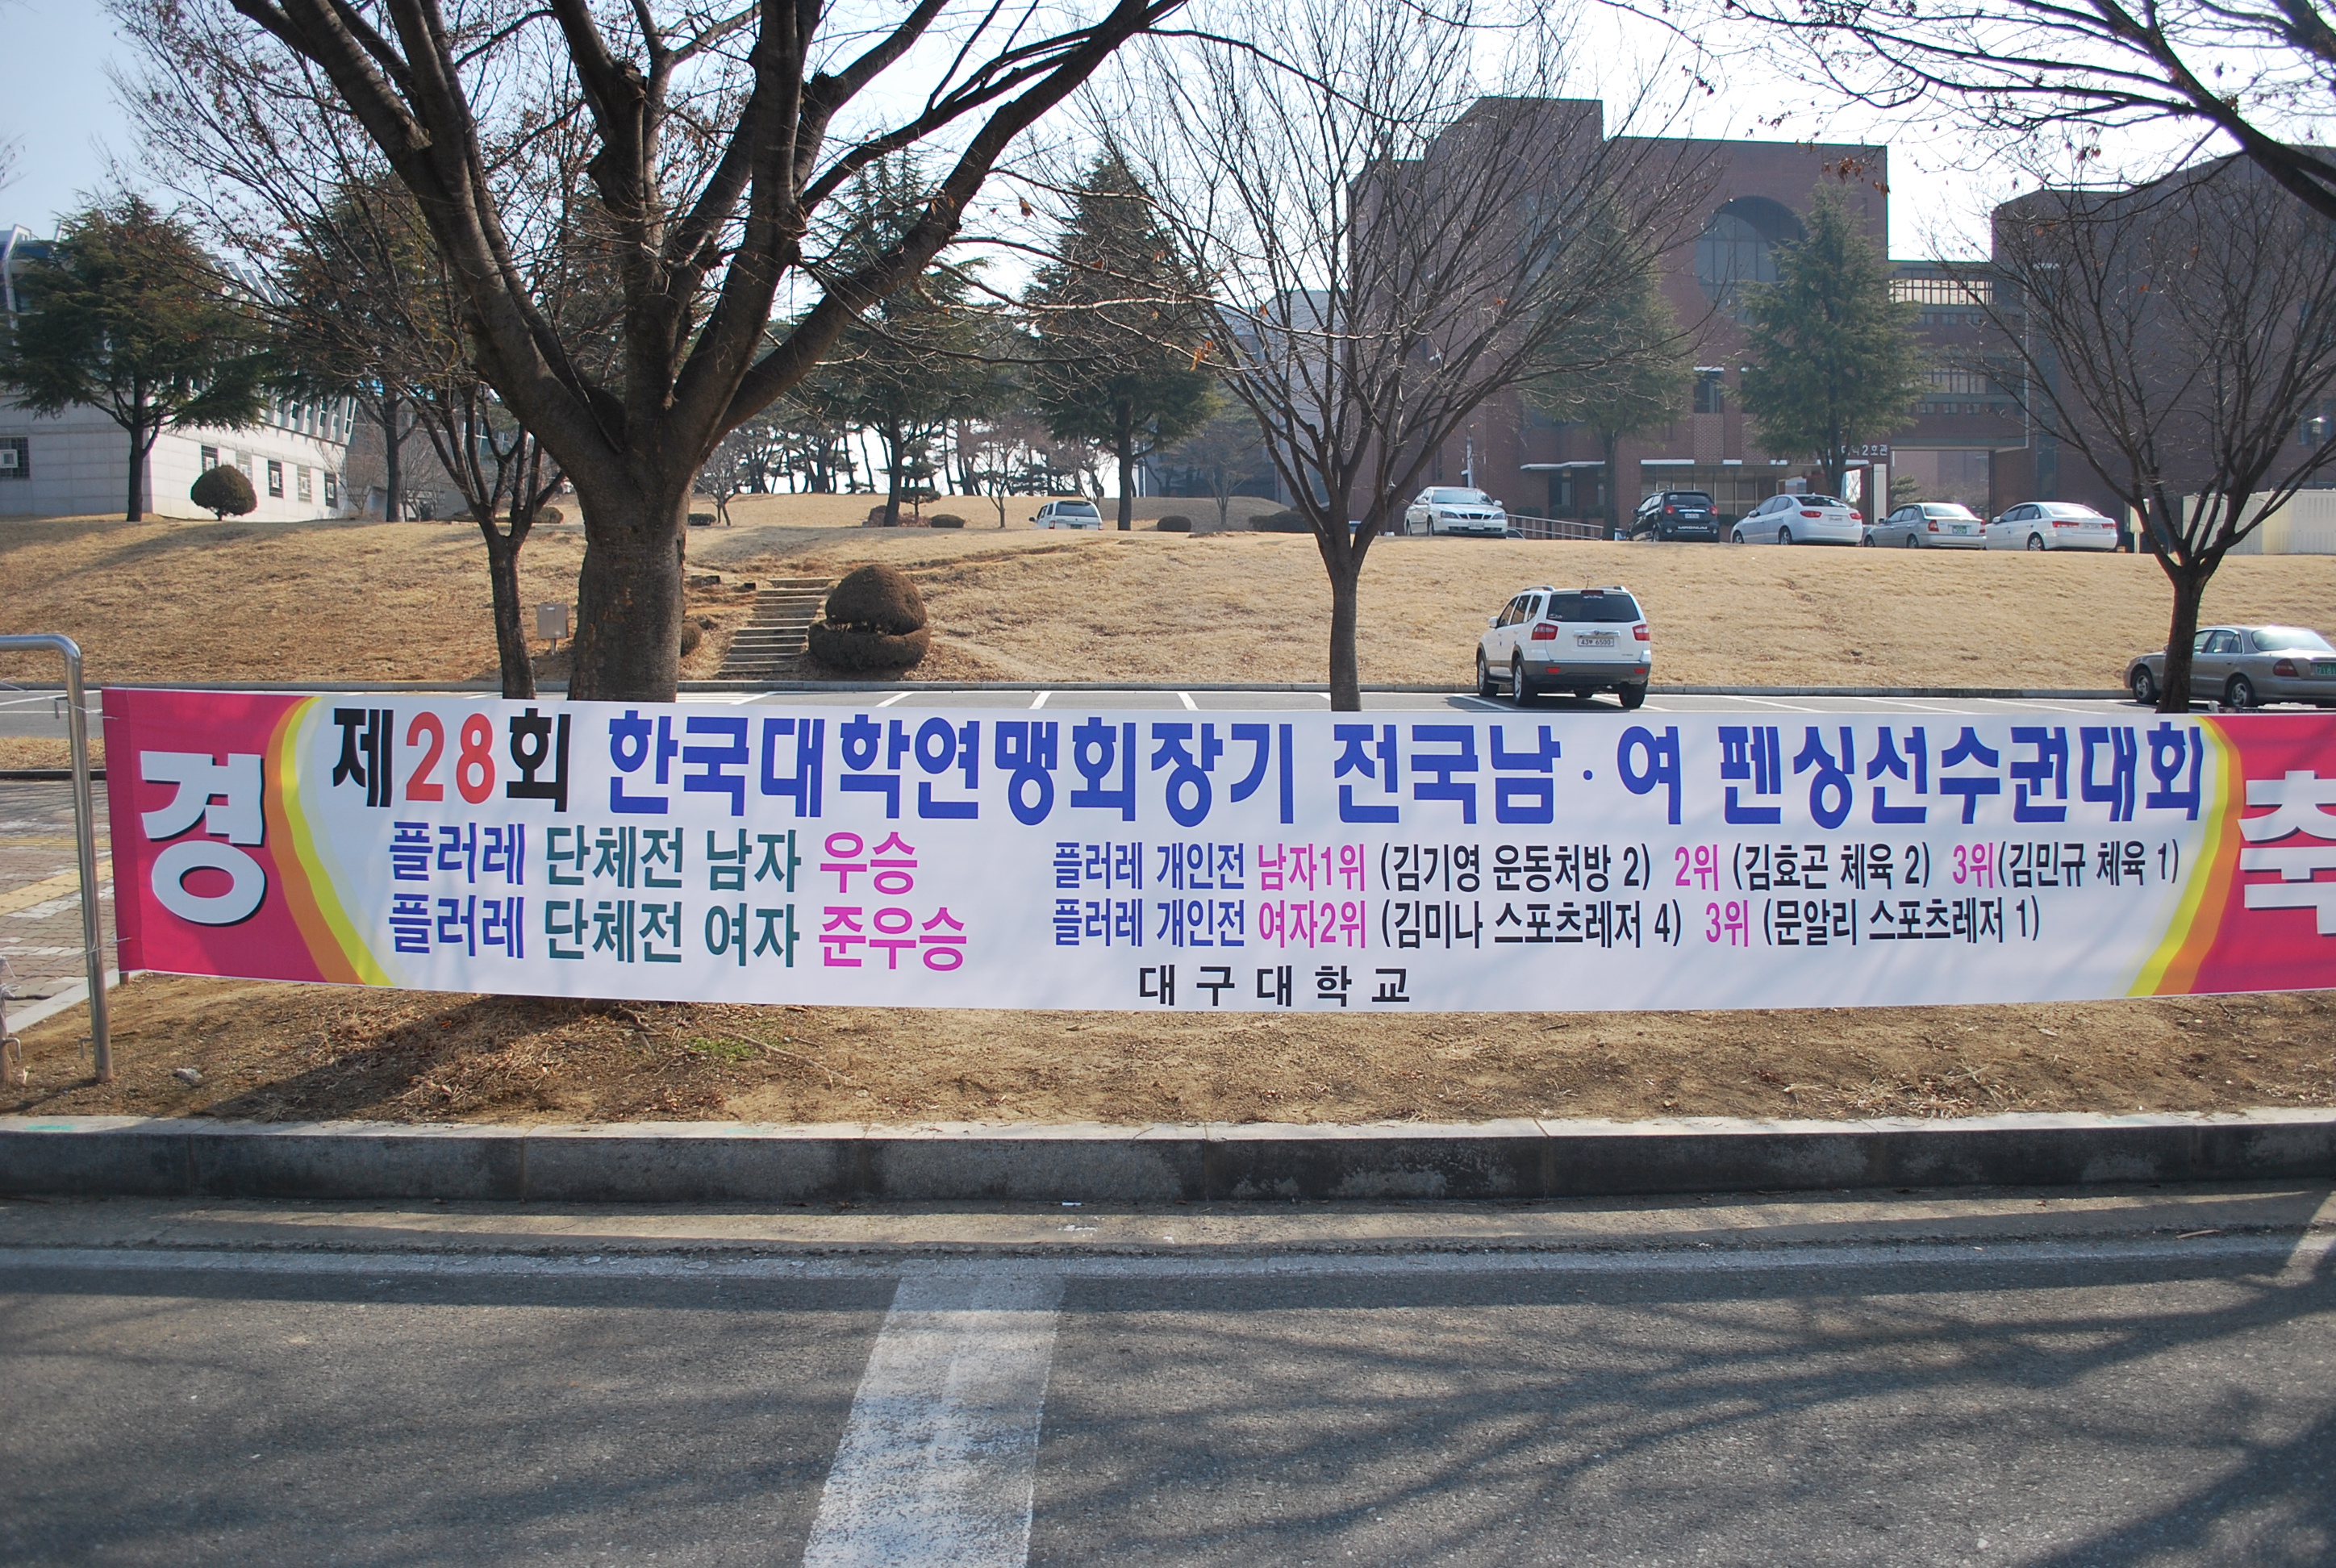 경
제28회 한국대학연맹회장기 전국남·여 펜싱선수권대회
플러레 단체전 남자 우승
플러레 단체전 여자 준우승
플러레 개인전 남자1위 (김기영 운동처방 2) 2위 (김효곤 체육 2) 3위(김민규 체육 1)
플러레 개인전 여자2위 (김미나 스포츠레저 4) 3위 (문알리 스포츠레저 1)
대구대학교
축